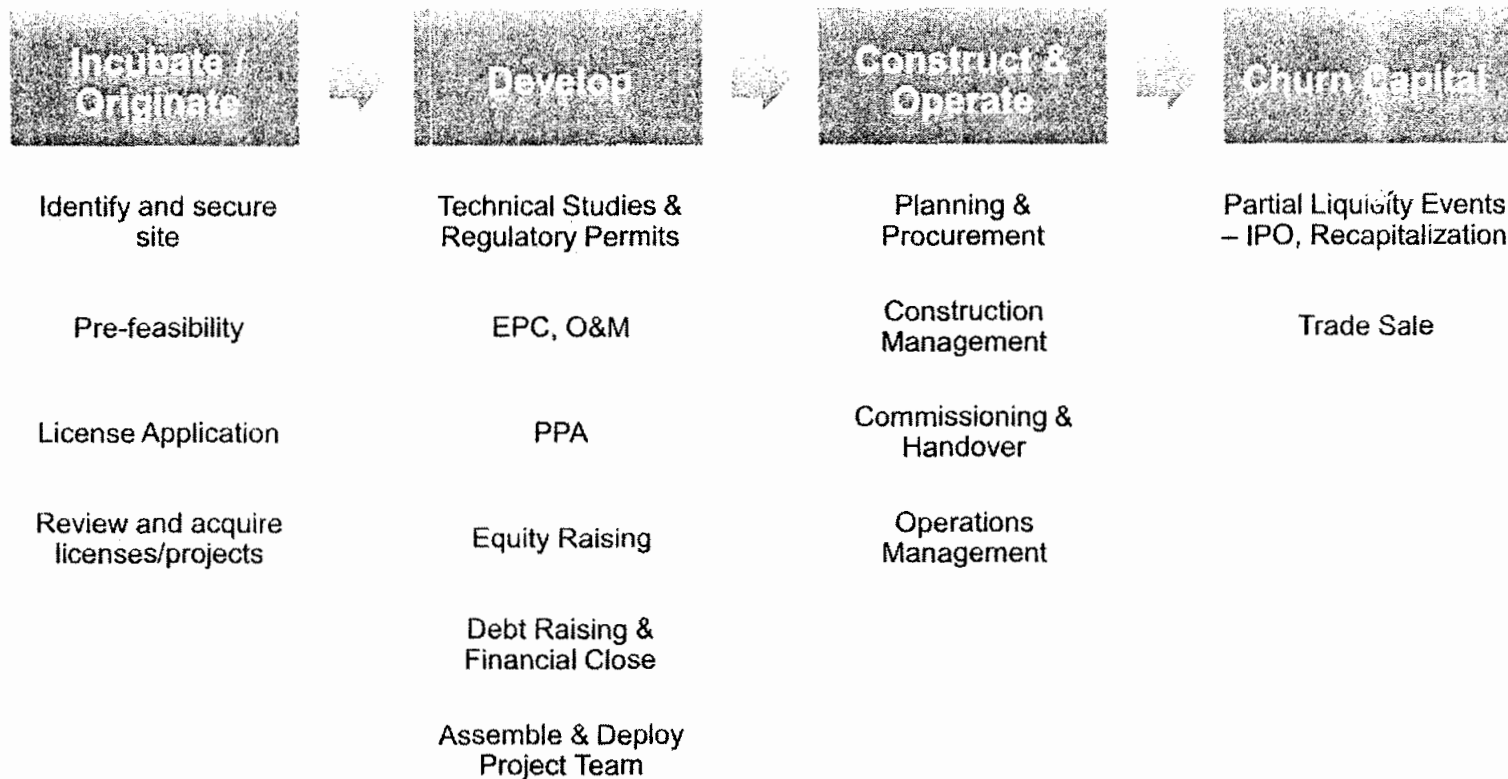 Incubate /
Originate
Develop
Construct &
Operate
Churn Capital
Identify and secure
site
Pre-feasibility
License Application
Review and acquire
licenses/projects
Technical Studies &
Regulatory Permits
EPC, O&M
PPA
Equity Raising
Debt Raising &
Financial Close
Assemble & Deploy
Project Team
Planning &
Procurement
Construction
Management
Commissioning &
Handover
Operations
Management
Partial Liquidity Events
– IPO, Recapitalization
Trade Sale